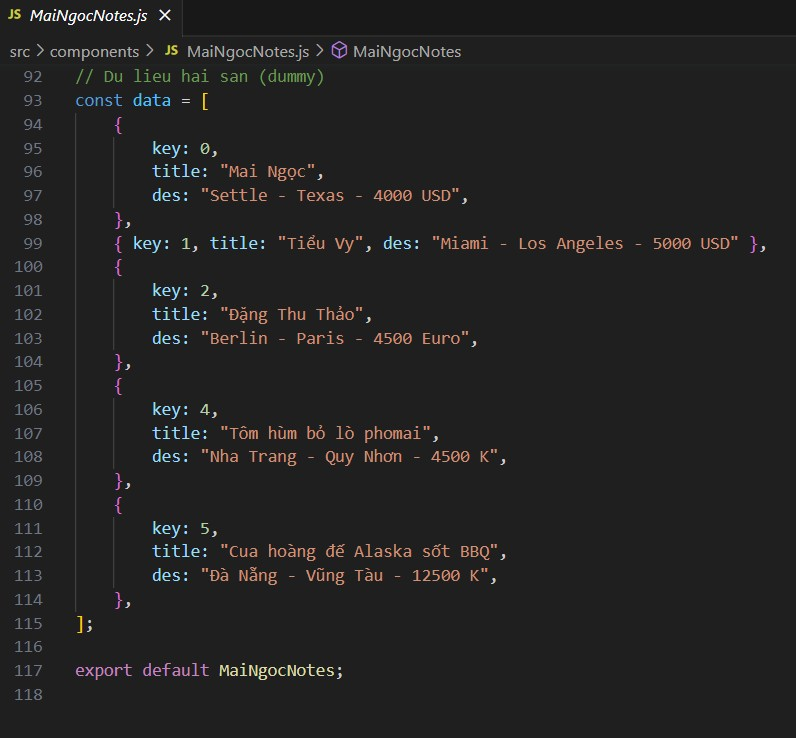 JS MaiNgocNotes.js ×
src > components > JS MaiNgocNotes.js > MaiNgocNotes
92 // Du lieu hai san (dummy)
93 const data = [
94 {
95 key: 0,
96 title: "Mai Ngọc",
97 des: "Settle - Texas - 4000 USD",
98 },
99 { key: 1, title: "Tiểu Vy", des: "Miami - Los Angeles - 5000 USD" },
100 {
101 key: 2,
102 title: "Đặng Thu Thảo",
103 des: "Berlin - Paris - 4500 Euro",
104 },
105 {
106 key: 4,
107 title: "Tôm hùm bỏ lò phomai",
108 des: "Nha Trang - Quy Nhơn - 4500 K",
109 },
110 {
111 key: 5,
112 title: "Cua hoàng đế Alaska sốt BBQ",
113 des: "Đà Nẵng - Vũng Tàu - 12500 K",
114 },
115 ];
116
117 export default MaiNgocNotes;
118